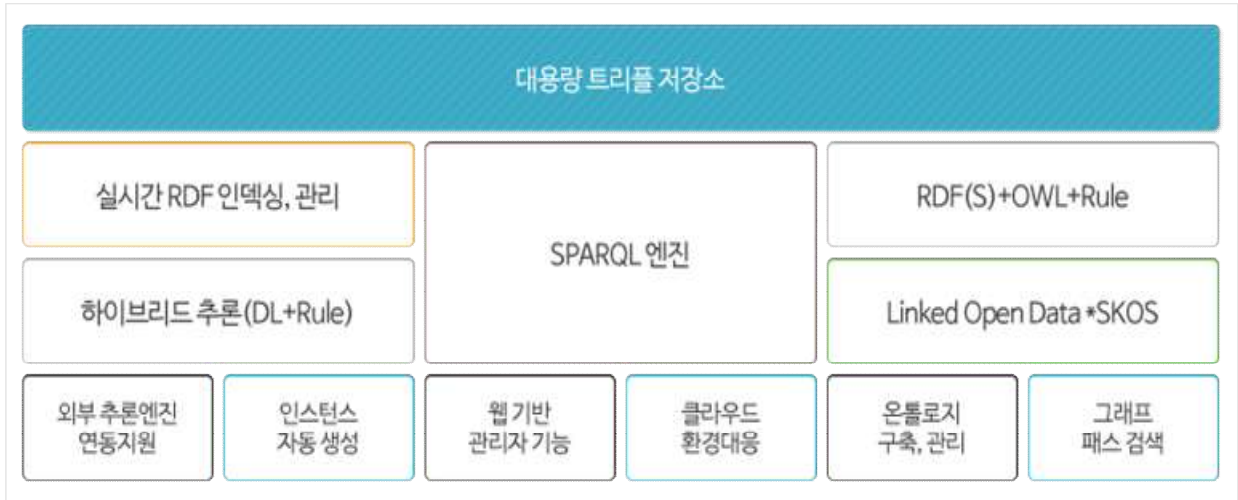 대용량 트리플 저장소
실시간 RDF 인덱싱, 관리
SPARQL 엔진
RDF(S)+OWL+Rule
하이브리드 추론(DL+Rule)
Linked Open Data *SKOS
외부 추론엔진
연동지원
인스턴스
자동 생성
웹 기반
관리자 기능
클라우드
환경대응
온톨로지
구축, 관리
그래프
패스 검색